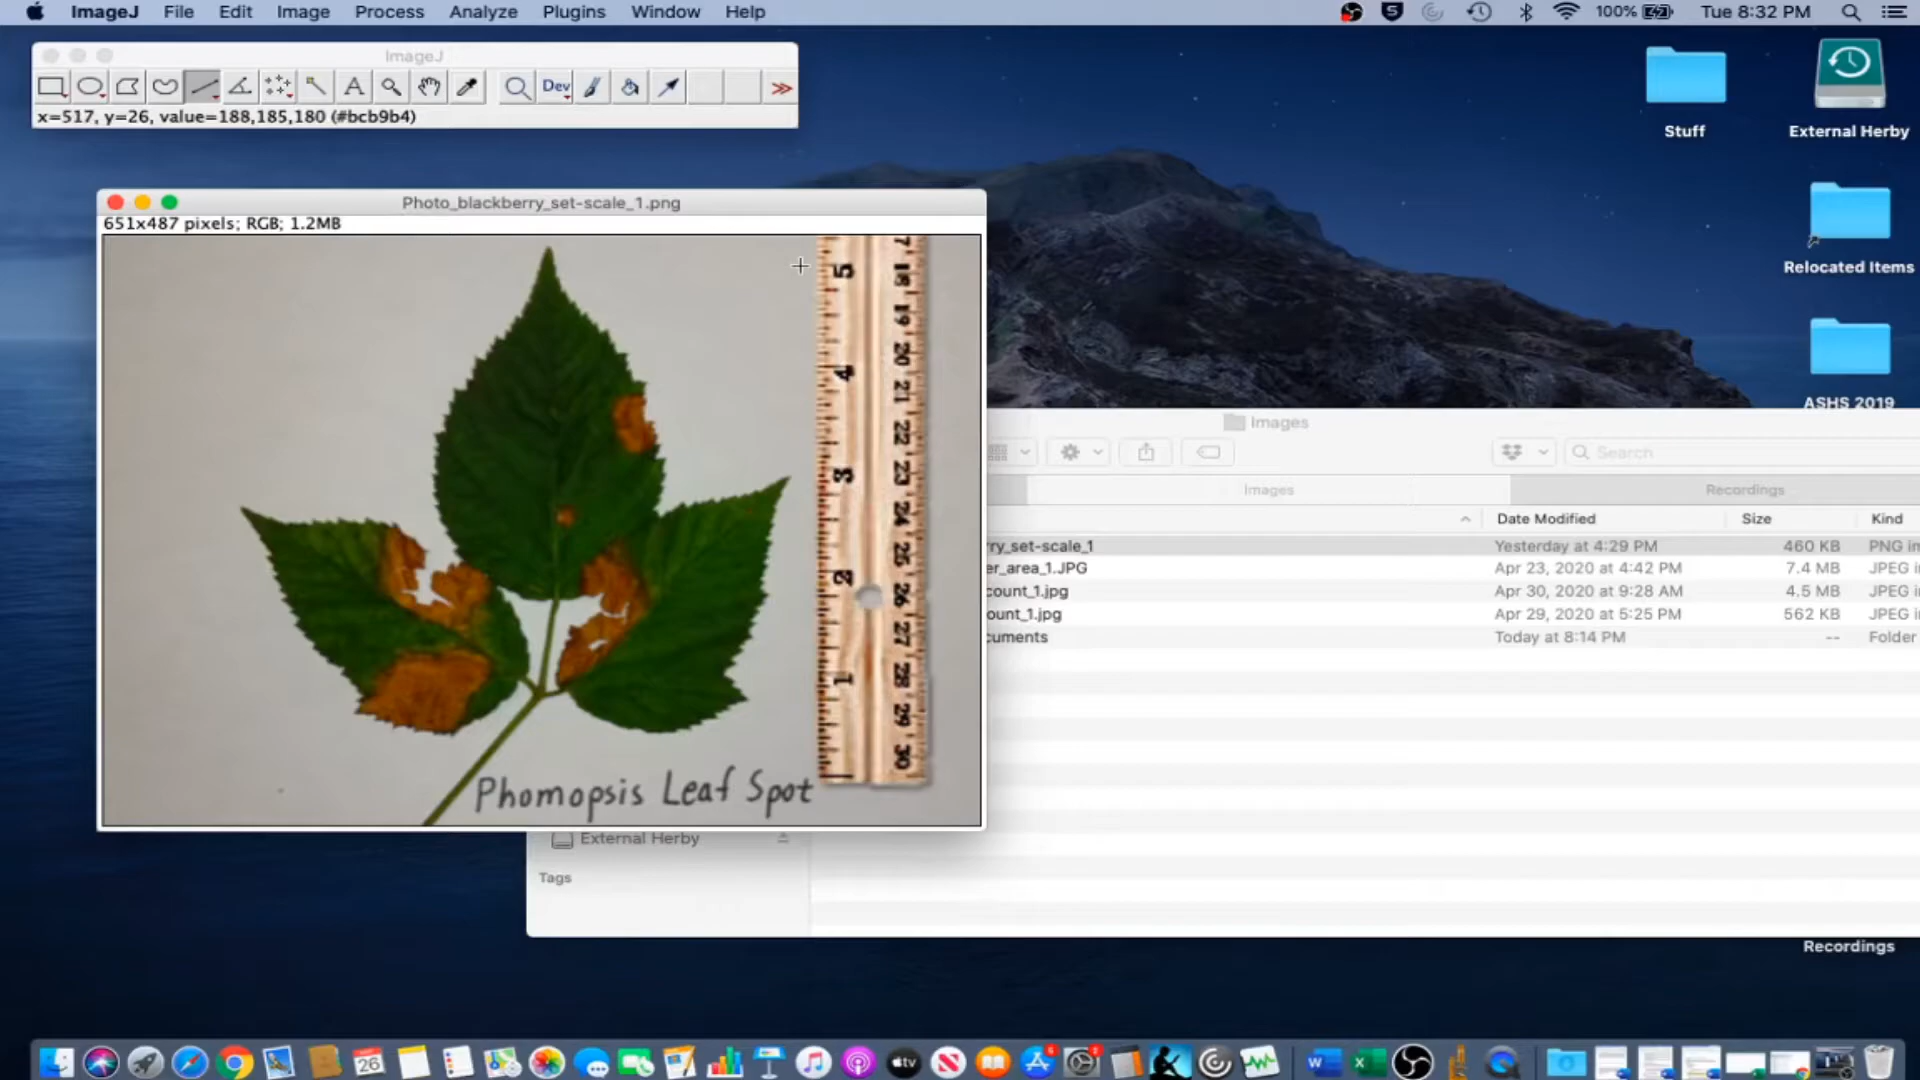 ImageJ File Edit Image Process Analyze Plugins Window Help 100% Tue 8:32 PM
ImageJ
A Dev
x=517, y=26, value=188,185,180 (#bcb9b4)
Stuff
External Herby
Relocated Items
ASHS 2019
Photo_blackberry_set-scale_1.png
651x487 pixels; RGB; 1.2MB
5 18
19
4 20
21
22
3 23
24
25
2 26
27
1 28
29
30
Phomopsis Leaf Spot
Images
Search
Images Recordings
Date Modified Size Kind
ry_set-scale_1 Yesterday at 4:29 PM 460 KB PNG im
er_area_1.JPG Apr 23, 2020 at 4:42 PM 7.4 MB JPEG i
count_1.jpg Apr 30, 2020 at 9:28 AM 4.5 MB JPEG i
ount_1.jpg Apr 29, 2020 at 5:25 PM 562 KB JPEG i
cuments Today at 8:14 PM -- Folder
External Herby
Tags
Recordings
26
tv